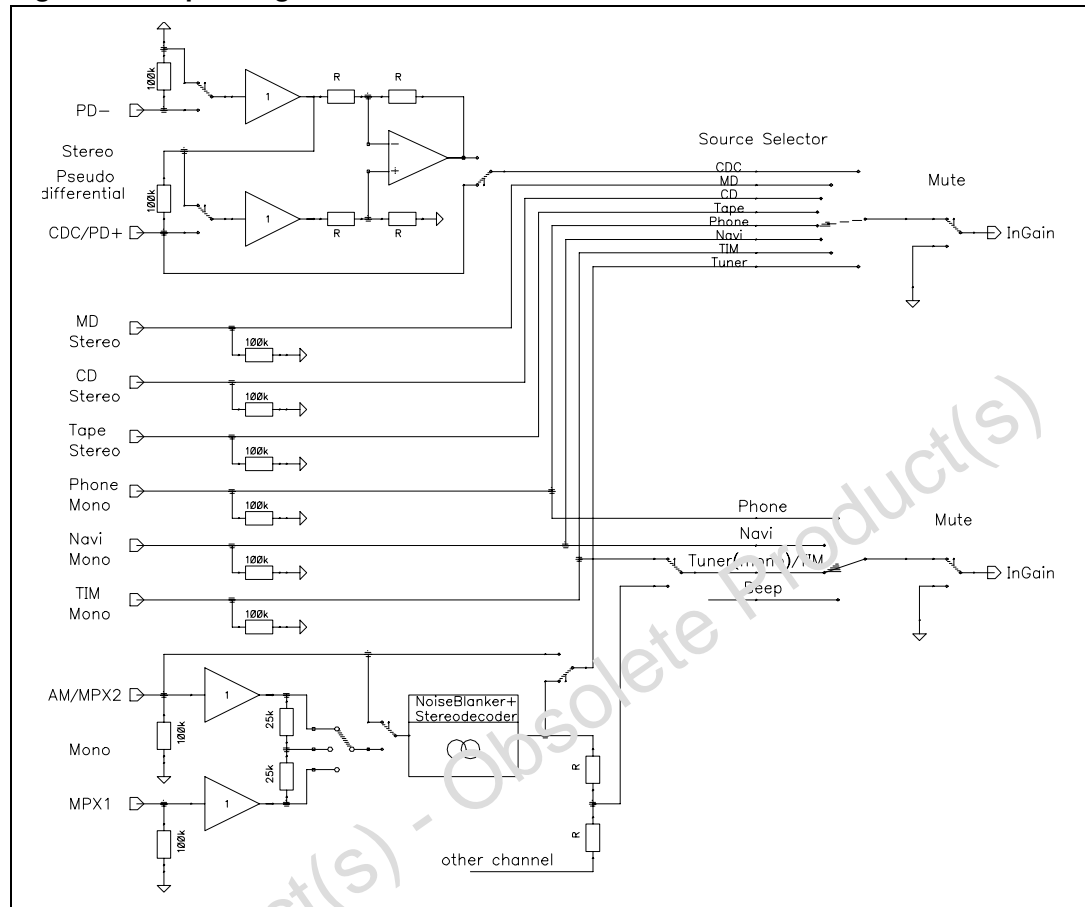 100k
PD-
1
R
R
Stereo
Pseudo
differential
100k
CDC/PD+
1
R
R
Source Selector
CDC
MD
CD
Tape
Phone
Navi
TIM
Tuner
Mute
InGain
MD
Stereo
100k
CD
Stereo
100k
Tape
Stereo
100k
Phone
Mono
100k
Navi
Mono
100k
TIM
Mono
100k
Phone
Navi
Tuner(mono)/TIM
Beep
Mute
InGain
AM/MPX2
1
25k
100k
Mono
25k
MPX1
1
100k
NoiseBlanker+
Stereodecoder
R
R
other channel
- Obsolete Product(s)